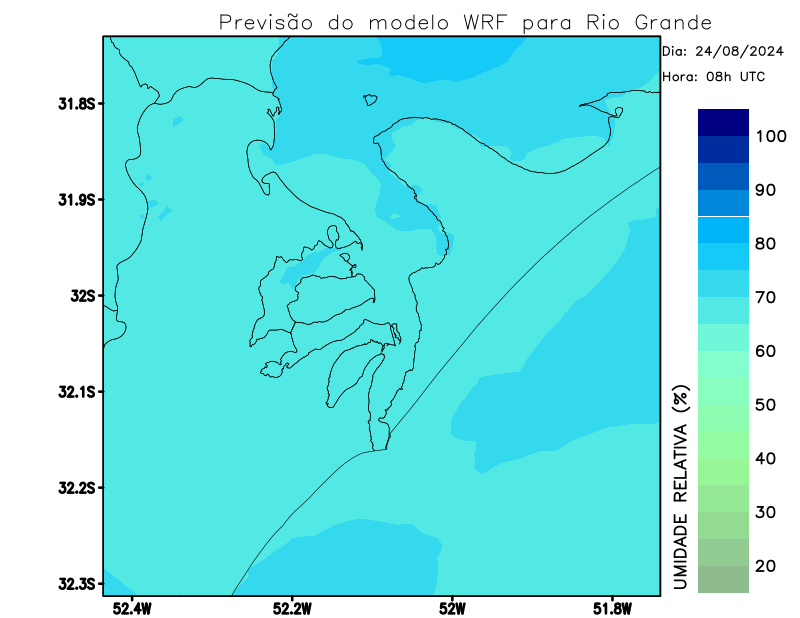 Previsão do modelo WRF para Rio Grande
Dia: 24/08/2024
Hora: 08h UTC
31.8S
31.9S
32S
32.1S
32.2S
32.3S
52.4W
52.2W
52W
51.8W
100
90
80
70
60
50
40
30
20
UMIDADE RELATIVA (%)